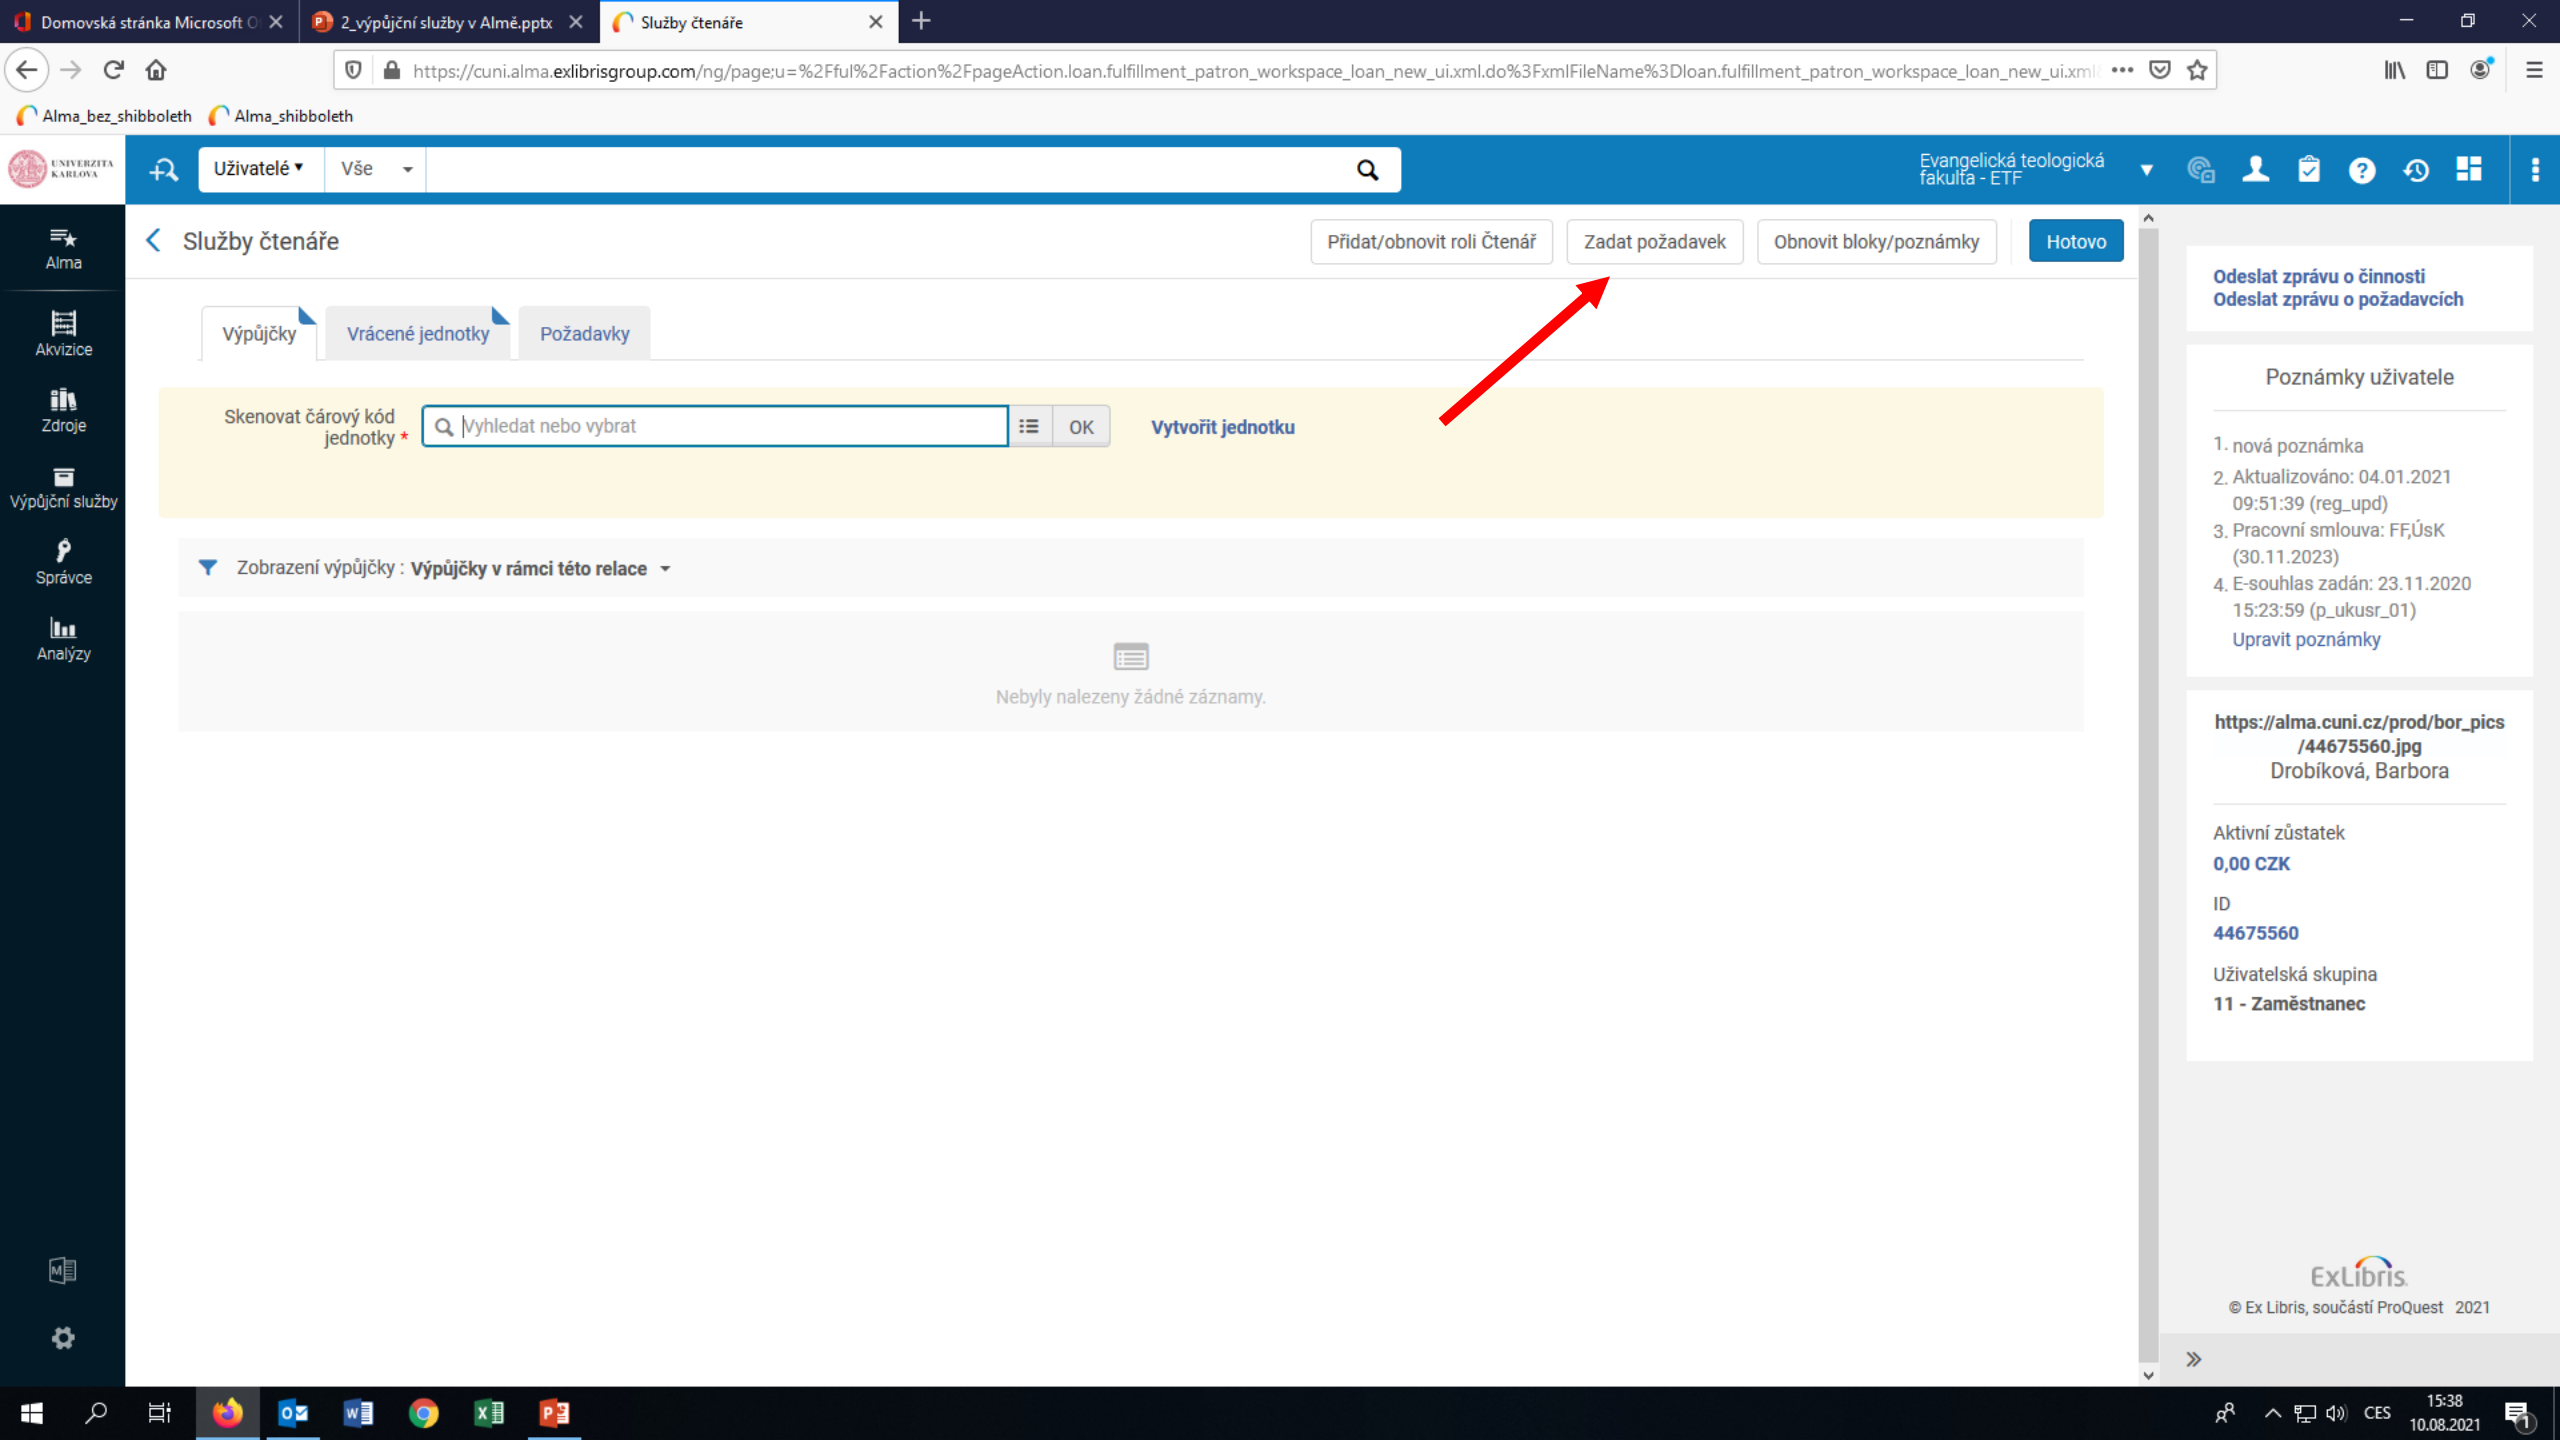 Domovská stránka Microsoft O
2_výpůjční služby v Almě.pptx
Služby čtenáře
https://cuni.alma.exlibrisgroup.com/ng/page;u=%2Fful%2Faction%2FpageAction.loan.fulfillment_patron_workspace_loan_new_ui.xml.do%3FxmlFileName%3Dloan.fulfillment_patron_workspace_loan_new_ui.xml
Alma_bez_shibboleth
Alma_shibboleth
UNIVERZITA
KARLOVA
Uživatelé
Vše
Evangelická teologická
fakulta - ETF
Alma
Akvizice
Zdroje
Výpůjční služby
Správce
Analýzy
Služby čtenáře
Přidat/obnovit roli Čtenář
Zadat požadavek
Obnovit bloky/poznámky
Hotovo
Výpůjčky
Vrácené jednotky
Požadavky
Skenovat čárový kód
jednotky *
Vyhledat nebo vybrat
OK
Vytvořit jednotku
Zobrazení výpůjčky : Výpůjčky v rámci této relace
Nebyly nalezeny žádné záznamy.
Odeslat zprávu o činnosti
Odeslat zprávu o požadavcích
Poznámky uživatele
1. nová poznámka
2. Aktualizováno: 04.01.2021
09:51:39 (reg_upd)
3. Pracovní smlouva: FF,ÚsK
(30.11.2023)
4. E-souhlas zadán: 23.11.2020
15:23:59 (p_ukusr_01)
Upravit poznámky
https://alma.cuni.cz/prod/bor_pics
/44675560.jpg
Drobíková, Barbora
Aktivní zůstatek
0,00 CZK
ID
44675560
Uživatelská skupina
11 - Zaměstnanec
ExLibris
© Ex Libris, součástí ProQuest 2021
CES
15:38
10.08.2021
1